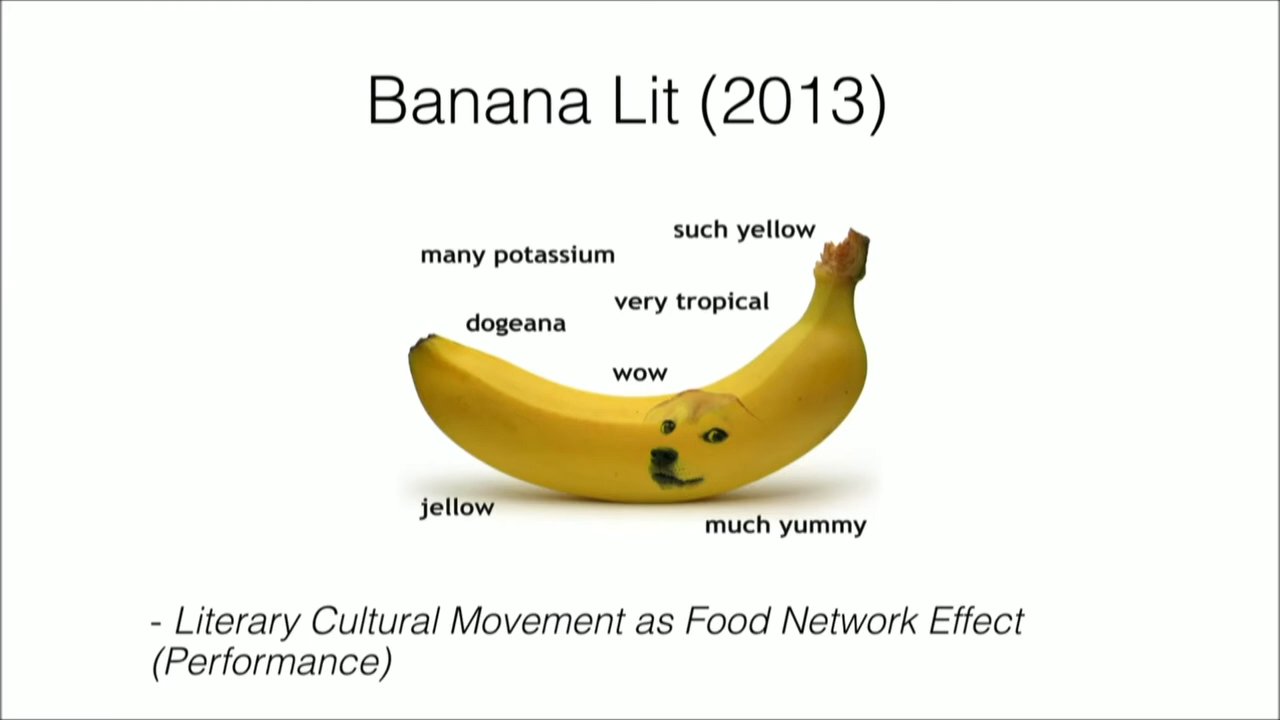 Banana Lit (2013)
such yellow
many potassium
very tropical
dogeana
wow
jellow
much yummy
- Literary Cultural Movement as Food Network Effect
(Performance)